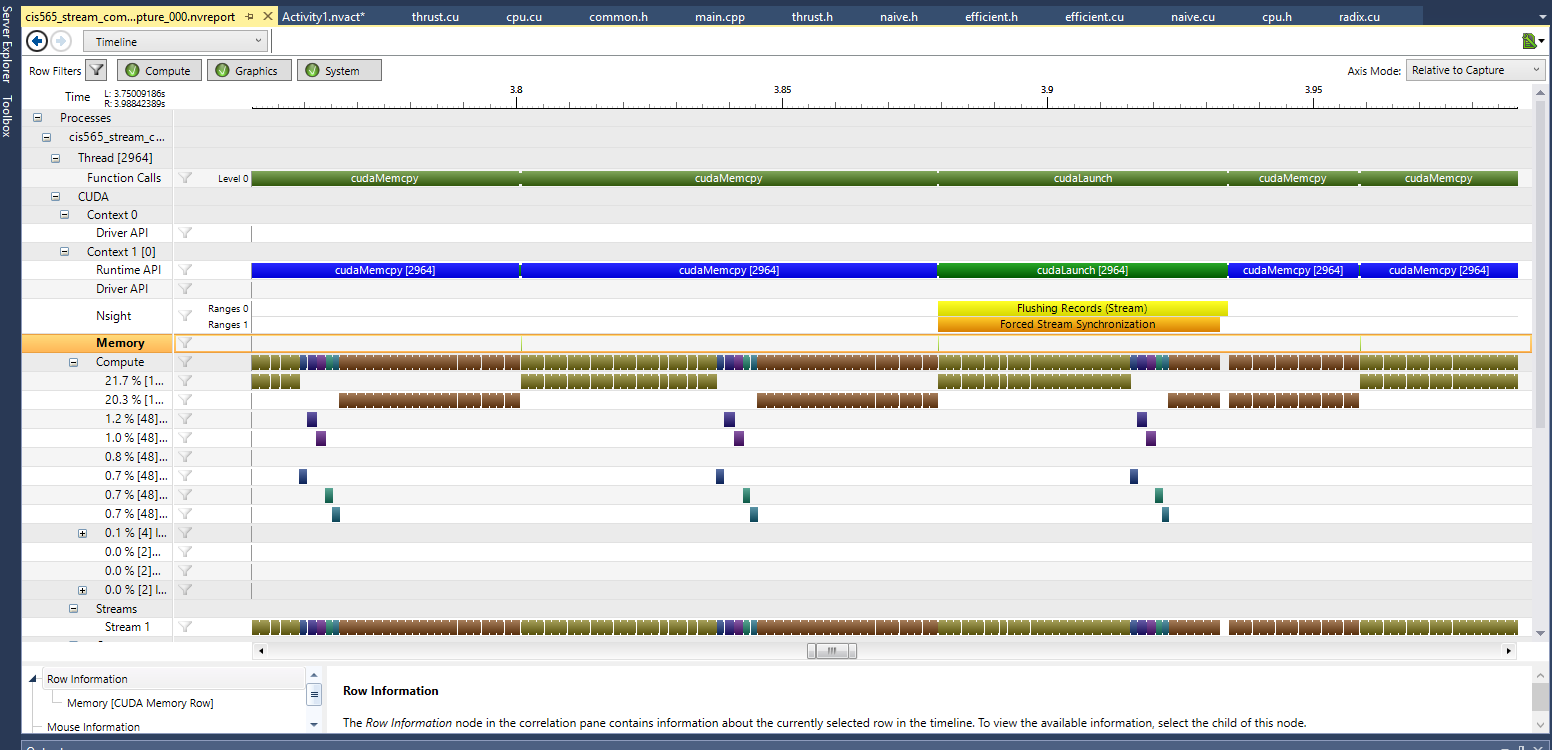 cis565_stream_com...pture_000.nvreport Activity1.nvact* thrust.cu cpu.cu common.h main.cpp thrust.h naive.h efficient.h efficient.cu naive.cu cpu.h radix.cu
Server Explorer
Toolbox
Timeline
Row Filters Compute Graphics System Axis Mode: Relative to Capture
Time L: 3.75009186s
R: 3.98842389s
3.8 3.85 3.9 3.95
Processes
cis565_stream_c...
Thread [2964]
Function Calls Level 0 cudaMemcpy cudaMemcpy cudaLaunch cudaMemcpy cudaMemcpy
CUDA
Context 0
Driver API
Context 1 [0]
Runtime API cudaMemcpy [2964] cudaMemcpy [2964] cudaLaunch [2964] cudaMemcpy [2964] cudaMemcpy [2964]
Driver API
Nsight Ranges 0 Flushing Records (Stream)
Ranges 1 Forced Stream Synchronization
Memory
Compute
21.7 % [1...
20.3 % [1...
1.2 % [48]...
1.0 % [48]...
0.8 % [48]...
0.7 % [48]...
0.7 % [48]...
0.7 % [48]...
0.1 % [4] I...
0.0 % [2]...
0.0 % [2]...
0.0 % [2] I...
Streams
Stream 1
Row Information
Memory [CUDA Memory Row]
Mouse Information
Row Information
The Row Information node in the correlation pane contains information about the currently selected row in the timeline. To view the available information, select the child of this node.